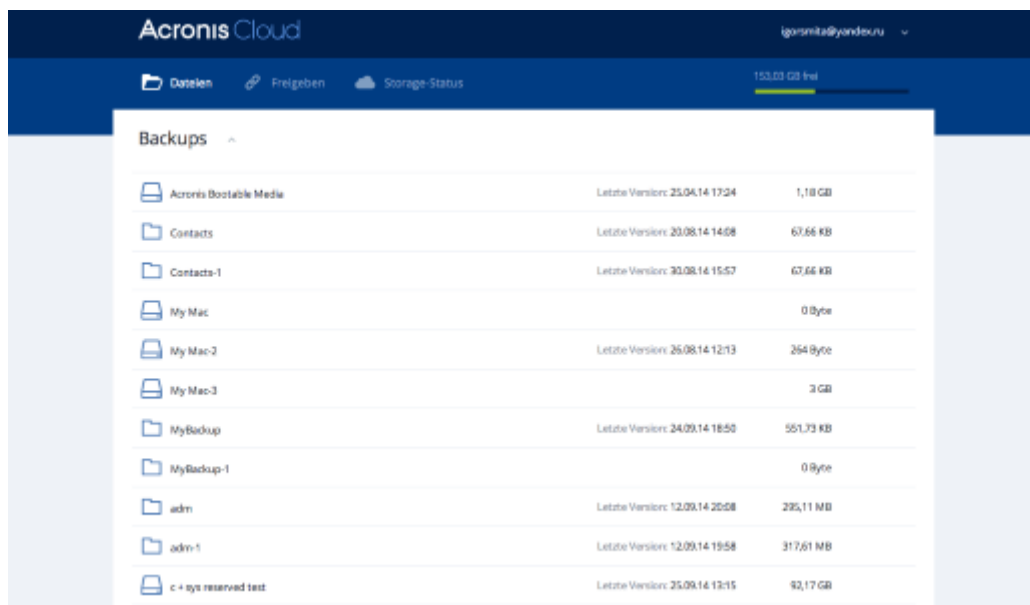 Acronis Cloud
igorsmita@yandex.ru
Dateien
Freigeben
Storage-Status
153,03 GB frei
Backups
Acronis Bootable Media Letzte Version: 25.04.14 17:24 1,18 GB
Contacts Letzte Version: 20.08.14 14:08 67,66 KB
Contacts-1 Letzte Version: 30.08.14 15:57 67,66 KB
My Mac 0 Byte
My Mac-2 Letzte Version: 26.08.14 12:13 264 Byte
My Mac-3 3 GB
MyBackup Letzte Version: 24.09.14 18:50 551,73 KB
MyBackup-1 0 Byte
adm Letzte Version: 12.09.14 20:08 295,11 MB
adm-1 Letzte Version: 12.09.14 19:58 317,61 MB
c + sys reserved test Letzte Version: 25.09.14 13:15 92,17 GB